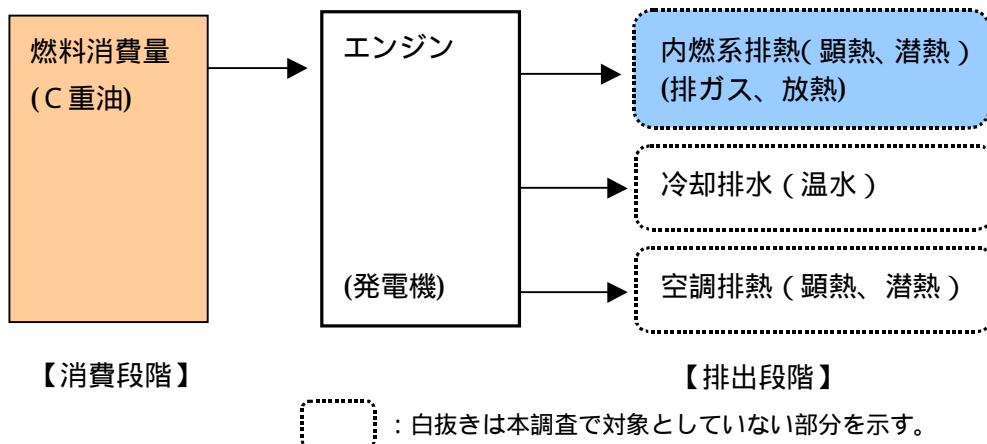 燃料消費量
(C 重油)
エンジン
(発電機)
内燃系排熱( 顕熱、潜熱 )
(排ガス、放熱)
冷却排水 ( 温水 )
空調排熱 ( 顕熱、潜熱 )
【消費段階】
【排出段階】
：白抜きは本調査で対象としていない部分を示す。